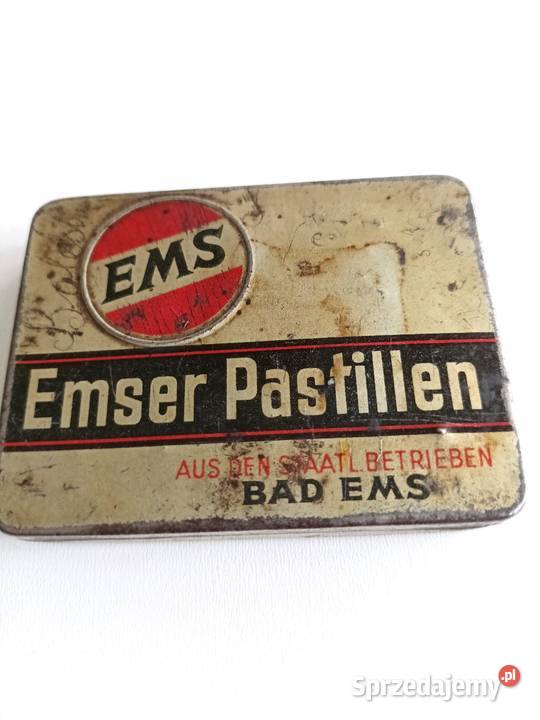 EMS
Emser Pastillen
AUS DEN STAATL. BETRIEBEN
BAD EMS
Sprzedajemy.pl